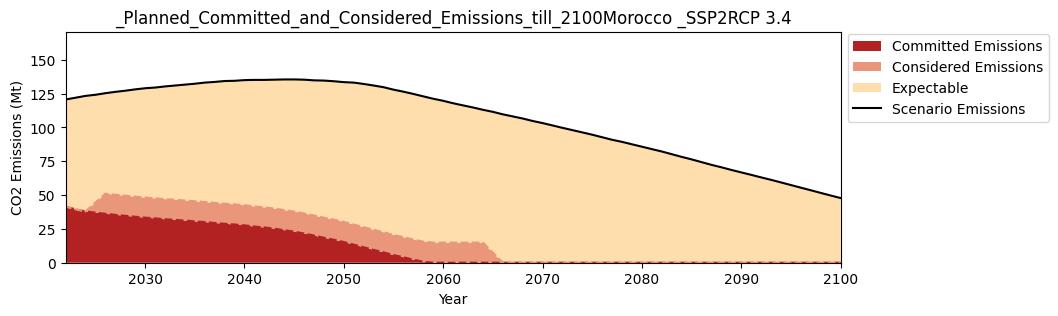 _Planned_Committed_and_Considered_Emissions_till_2100Morocco _SSP2RCP 3.4
CO2 Emissions (Mt)
150
125
100
75
50
25
0
2030 2040 2050 2060 2070 2080 2090 2100
Year
Committed Emissions
Considered Emissions
Expectable
Scenario Emissions